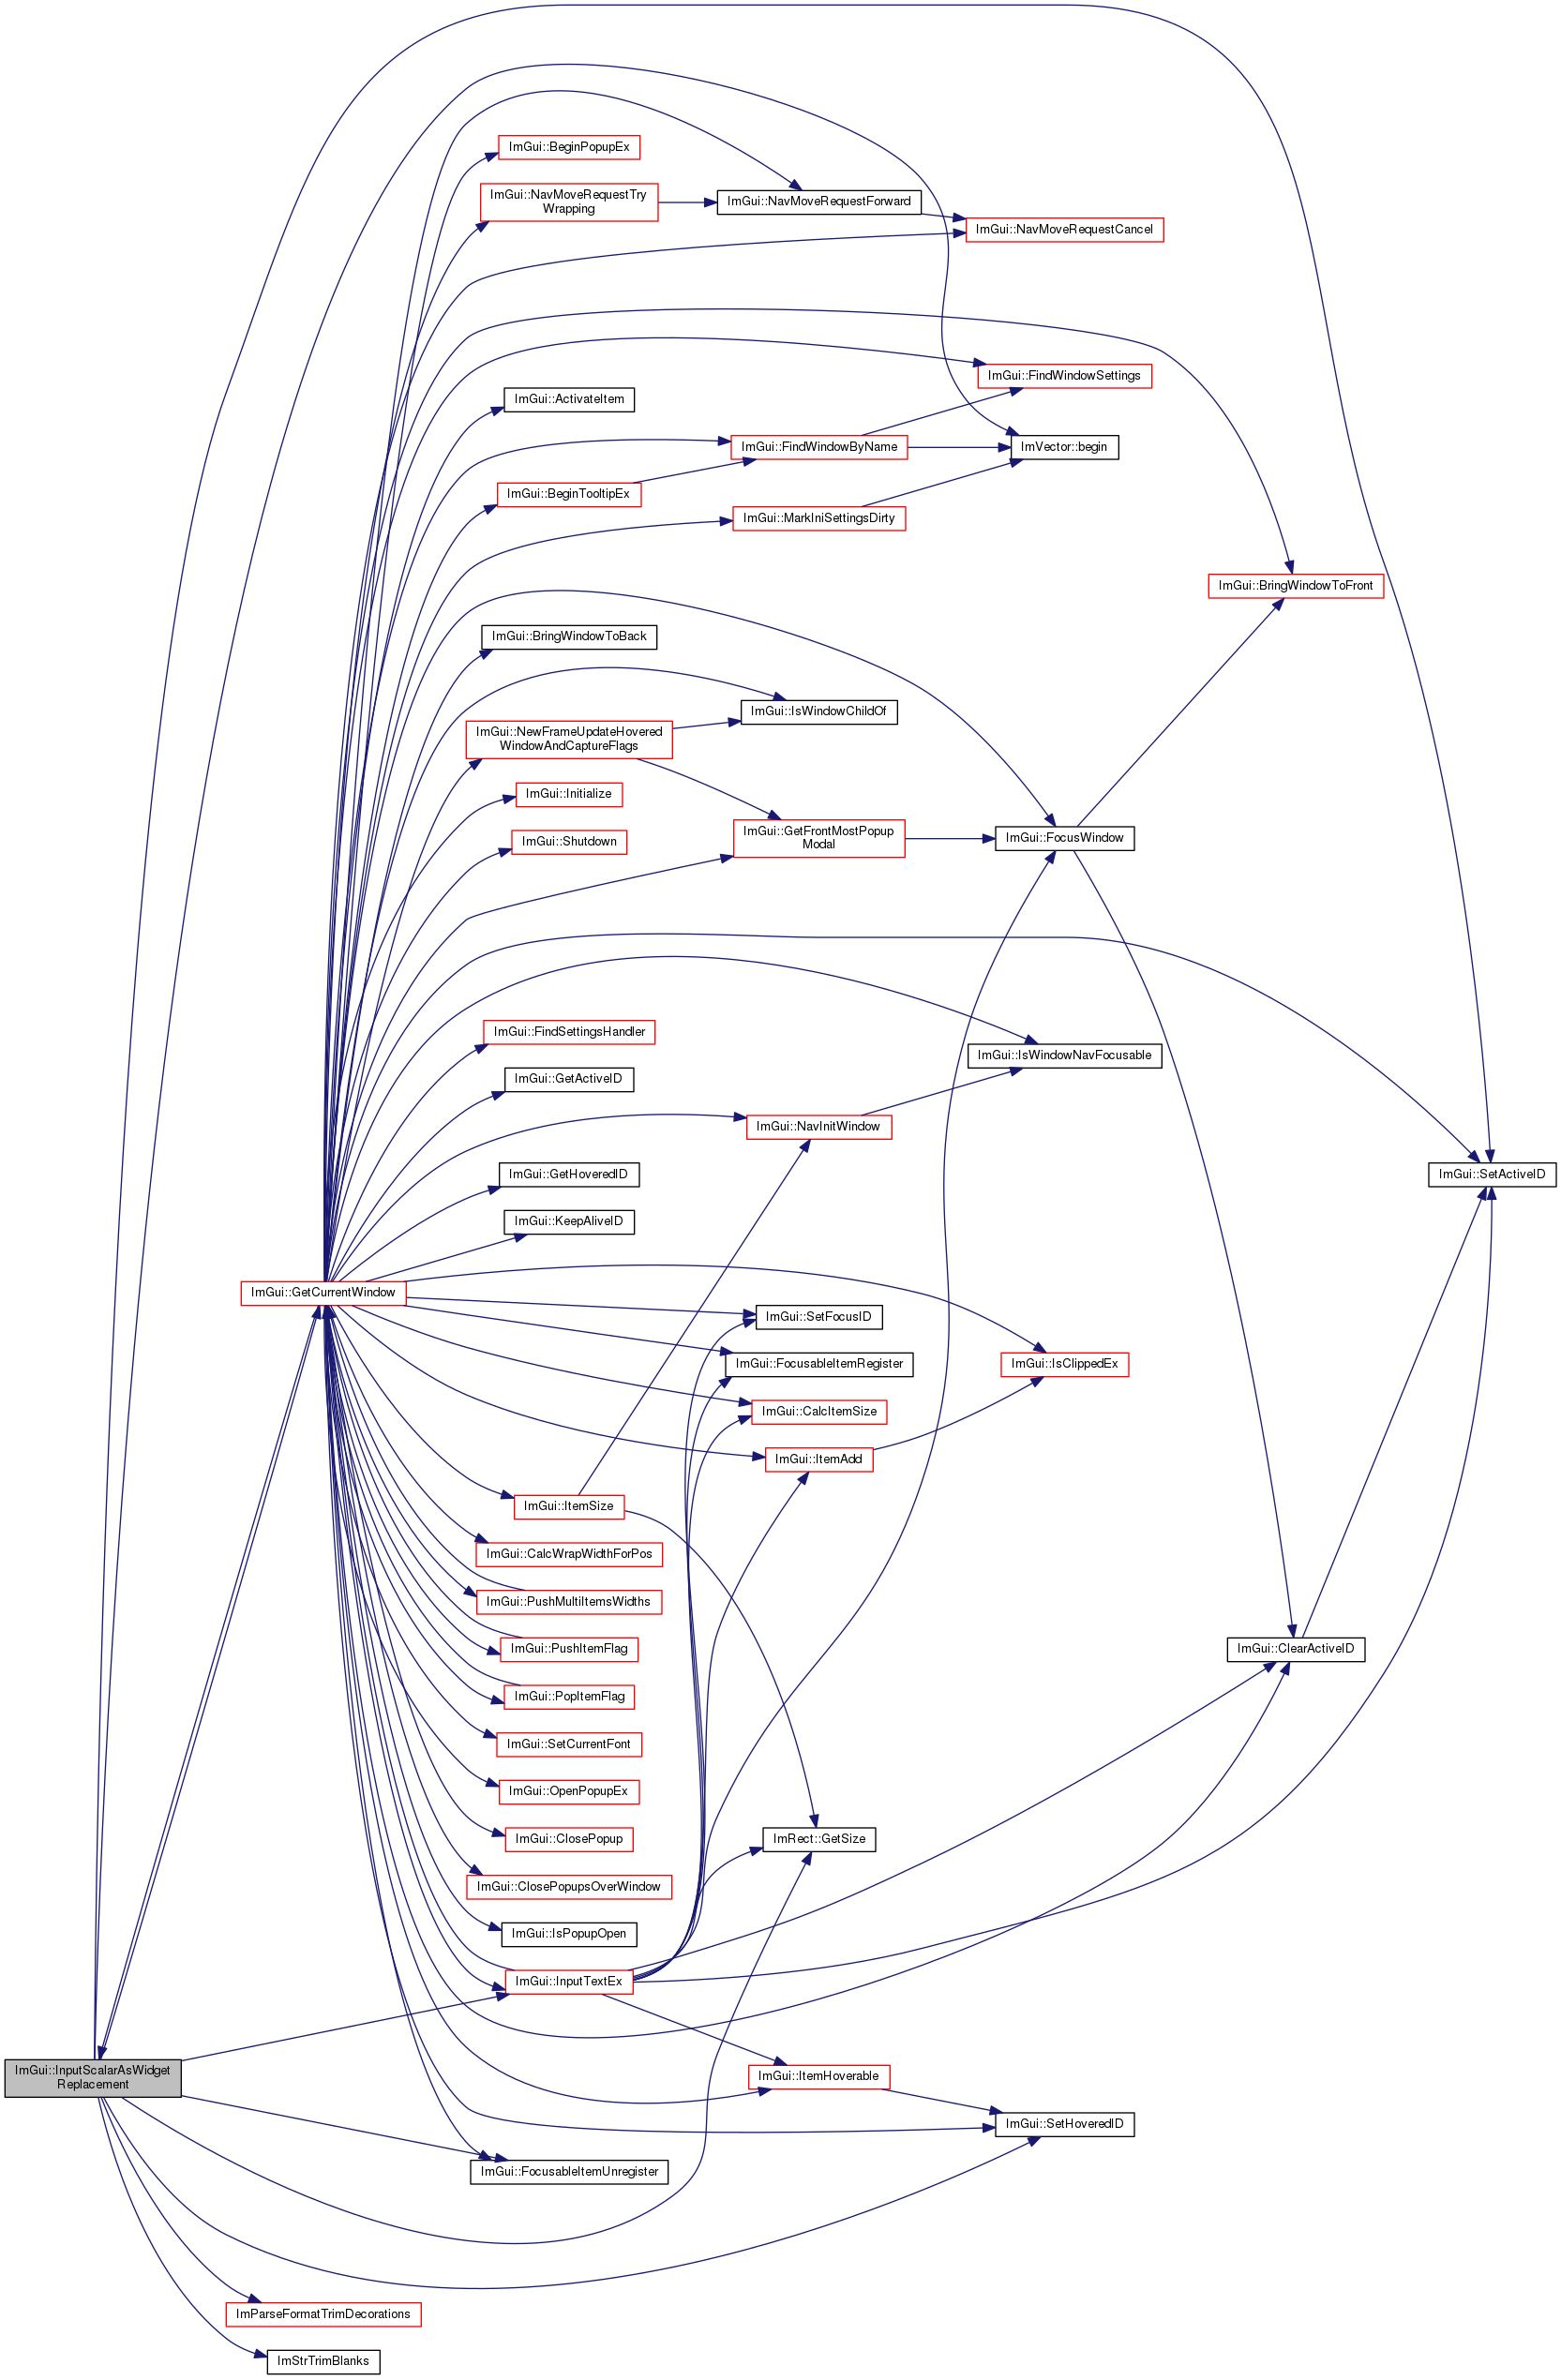 ImGui::BeginPopupEx
ImGui::NavMoveRequestTry
Wrapping
ImGui::NavMoveRequestForward
ImGui::NavMoveRequestCancel
ImGui::FindWindowSettings
ImGui::ActivateItem
ImGui::FindWindowByName
ImVector::begin
ImGui::BeginTooltipEx
ImGui::MarkIniSettingsDirty
ImGui::BringWindowToFront
ImGui::BringWindowToBack
ImGui::IsWindowChildOf
ImGui::NewFrameUpdateHovered
WindowAndCaptureFlags
ImGui::Initialize
ImGui::Shutdown
ImGui::GetFrontMostPopup
Modal
ImGui::FocusWindow
ImGui::FindSettingsHandler
ImGui::IsWindowNavFocusable
ImGui::GetActiveID
ImGui::NavInitWindow
ImGui::GetHoveredID
ImGui::SetActiveID
ImGui::KeepAliveID
ImGui::GetCurrentWindow
ImGui::SetFocusID
ImGui::FocusableItemRegister
ImGui::IsClippedEx
ImGui::CalcItemSize
ImGui::ItemAdd
ImGui::ItemSize
ImGui::CalcWrapWidthForPos
ImGui::PushMultiItemsWidths
ImGui::PushItemFlag
ImGui::ClearActiveID
ImGui::PopItemFlag
ImGui::SetCurrentFont
ImGui::OpenPopupEx
ImGui::ClosePopup
ImRect::GetSize
ImGui::ClosePopupsOverWindow
ImGui::IsPopupOpen
ImGui::InputTextEx
ImGui::InputScalarAsWidget
Replacement
ImGui::ItemHoverable
ImGui::SetHoveredID
ImGui::FocusableItemUnregister
ImParseFormatTrimDecorations
ImStrTrimBlanks